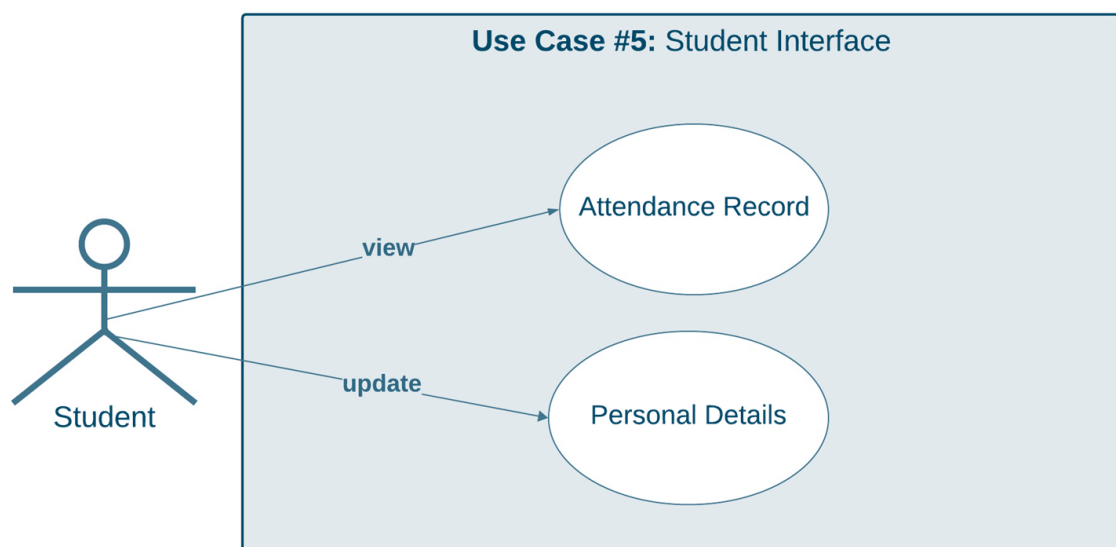 Use Case #5: Student Interface
Attendance Record
view
update
Personal Details
Student